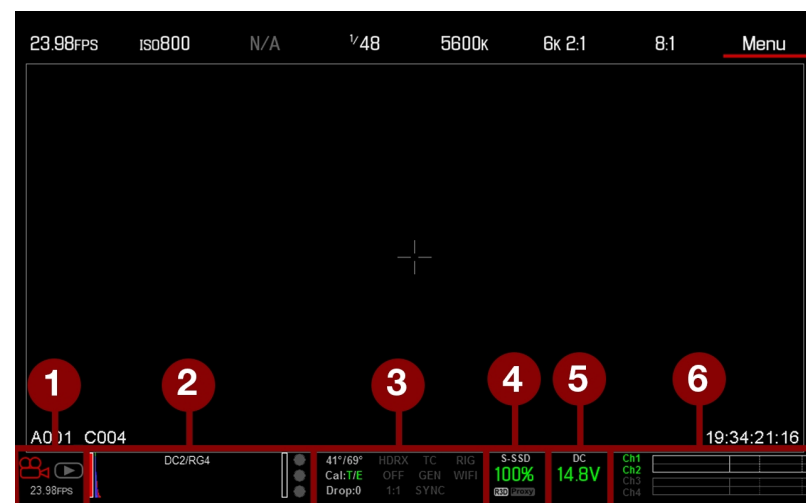 23.98FPS ISO800 N/A 1/48 5600K 6K 2:1 8:1 Menu
1 2 3 4 5 6
A001 C004 19:34:21:16
23.98FPS
DC2/RG4
41°/69° HDRX TC RIG
Cal:T/E OFF GEN WIFI
Drop:0 1:1 SYNC
S-SSD
100%
R3D Proxy
DC
14.8V
Ch1
Ch2
Ch3
Ch4